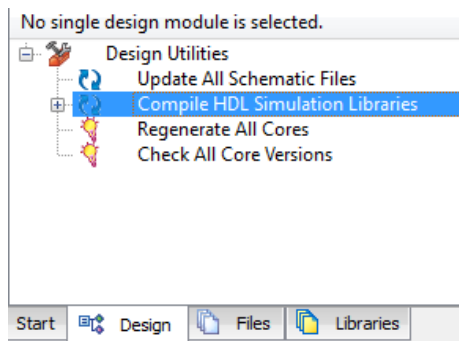 No single design module is selected.
Design Utilities
Update All Schematic Files
Compile HDL Simulation Libraries
Regenerate All Cores
Check All Core Versions
Start Design Files Libraries